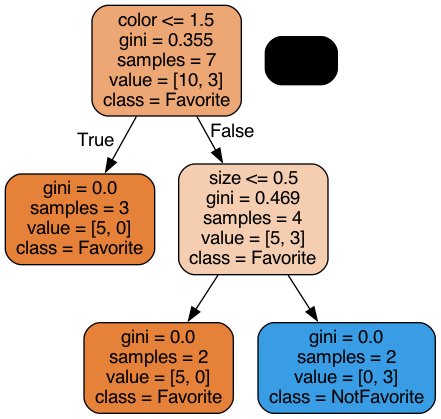 color <= 1.5
gini = 0.355
samples = 7
value = [10, 3]
class = Favorite
True
False
gini = 0.0
samples = 3
value = [5, 0]
class = Favorite
size <= 0.5
gini = 0.469
samples = 4
value = [5, 3]
class = Favorite
gini = 0.0
samples = 2
value = [5, 0]
class = Favorite
gini = 0.0
samples = 2
value = [0, 3]
class = NotFavorite